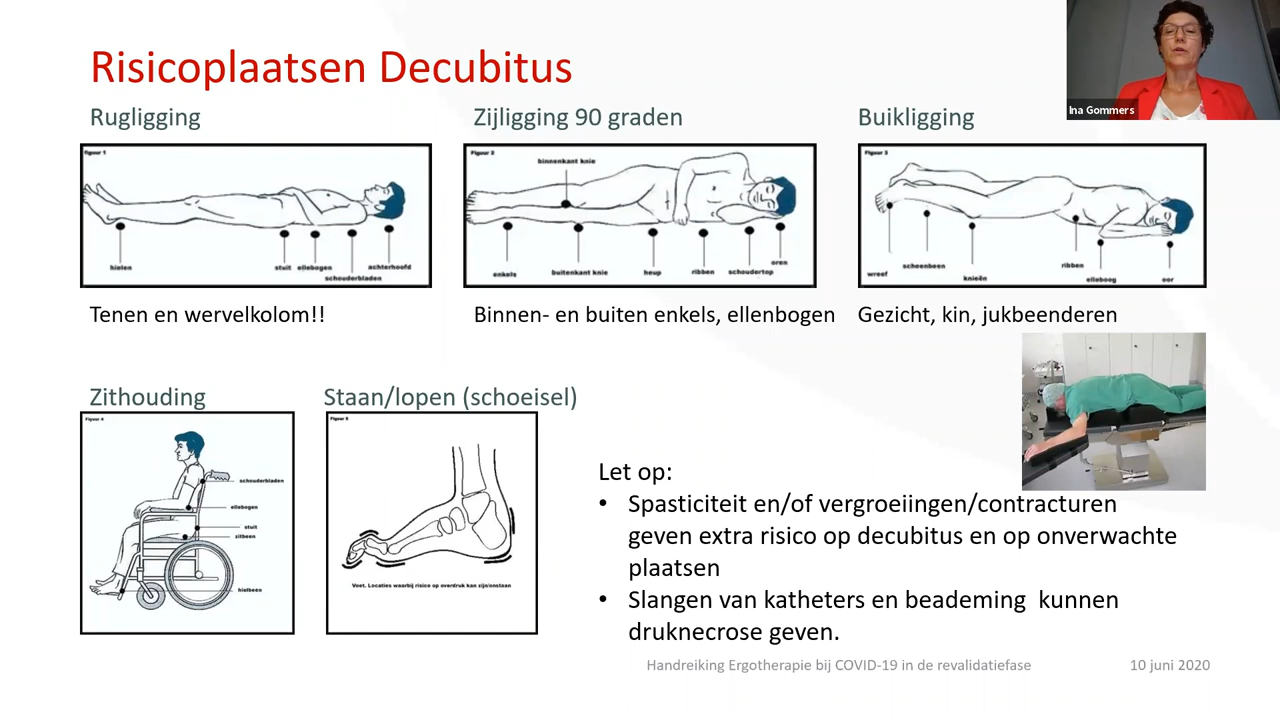 Risicoplaatsen Decubitus
Ina Gommers
Rugligging
Figuur 1
hielen
stuit
ellebogen
schouderbladen
achterhoofd
Tenen en wervelkolom!!
Zijligging 90 graden
Figuur 2
binnenkant knie
enkels
buitenkant knie
heup
ribben
schoudertop
oren
Binnen- en buiten enkels, ellenbogen
Buikligging
Figuur 3
wreef
scheenbeen
knieën
ribben
elleboog
oor
Gezicht, kin, jukbeenderen
Zithouding
Figuur 4
schouderbladen
ellebogen
stuit
zitbeen
hielbeen
Staan/lopen (schoeisel)
Figuur 5
Voet. Locaties waarbij risico op overdruk kan zijn/onstaan
Let op:
• Spasticiteit en/of vergroeiingen/contracturen
geven extra risico op decubitus en op onverwachte
plaatsen
• Slangen van katheters en beademing kunnen
druknecrose geven.
Handreiking Ergotherapie bij COVID-19 in de revalidatiefase
10 juni 2020